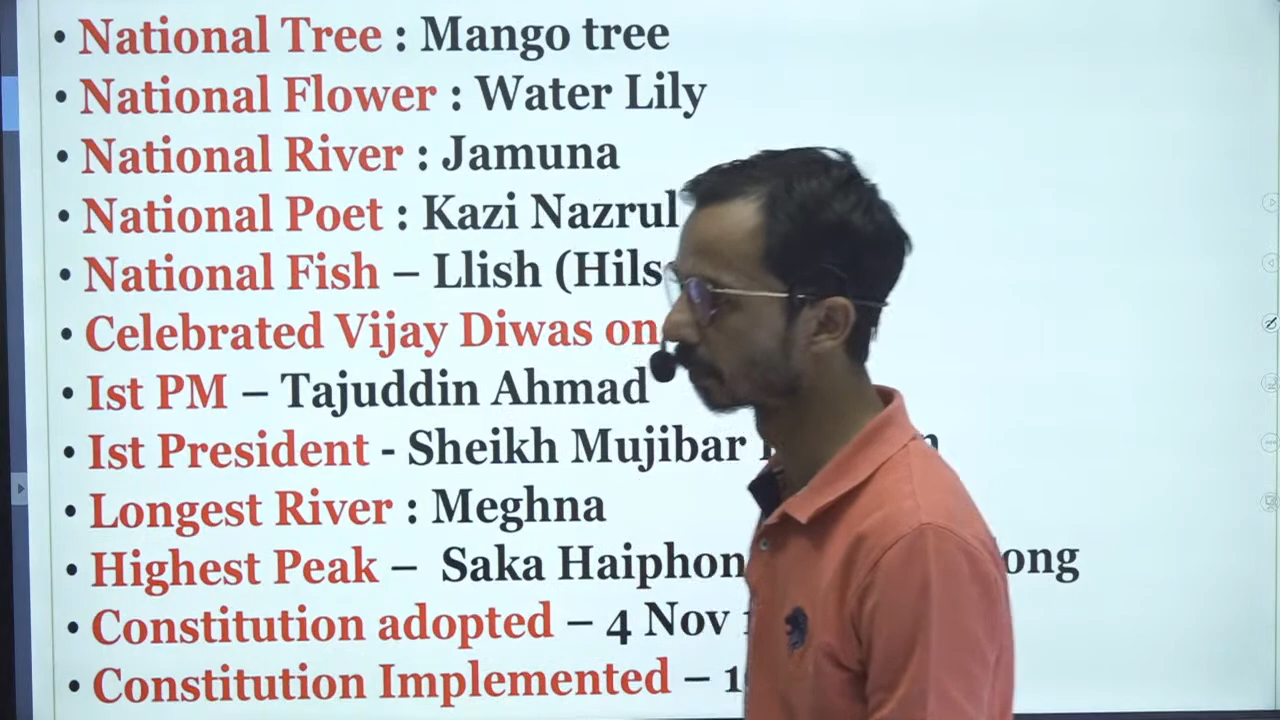 • National Tree : Mango tree
• National Flower : Water Lily
• National River : Jamuna
• National Poet : Kazi Nazrul
• National Fish – Llish (Hils
• Celebrated Vijay Diwas on
• Ist PM – Tajuddin Ahmad
• Ist President - Sheikh Mujibar
• Longest River : Meghna
• Highest Peak – Saka Haiphon ong
• Constitution adopted – 4 Nov
• Constitution Implemented – 1